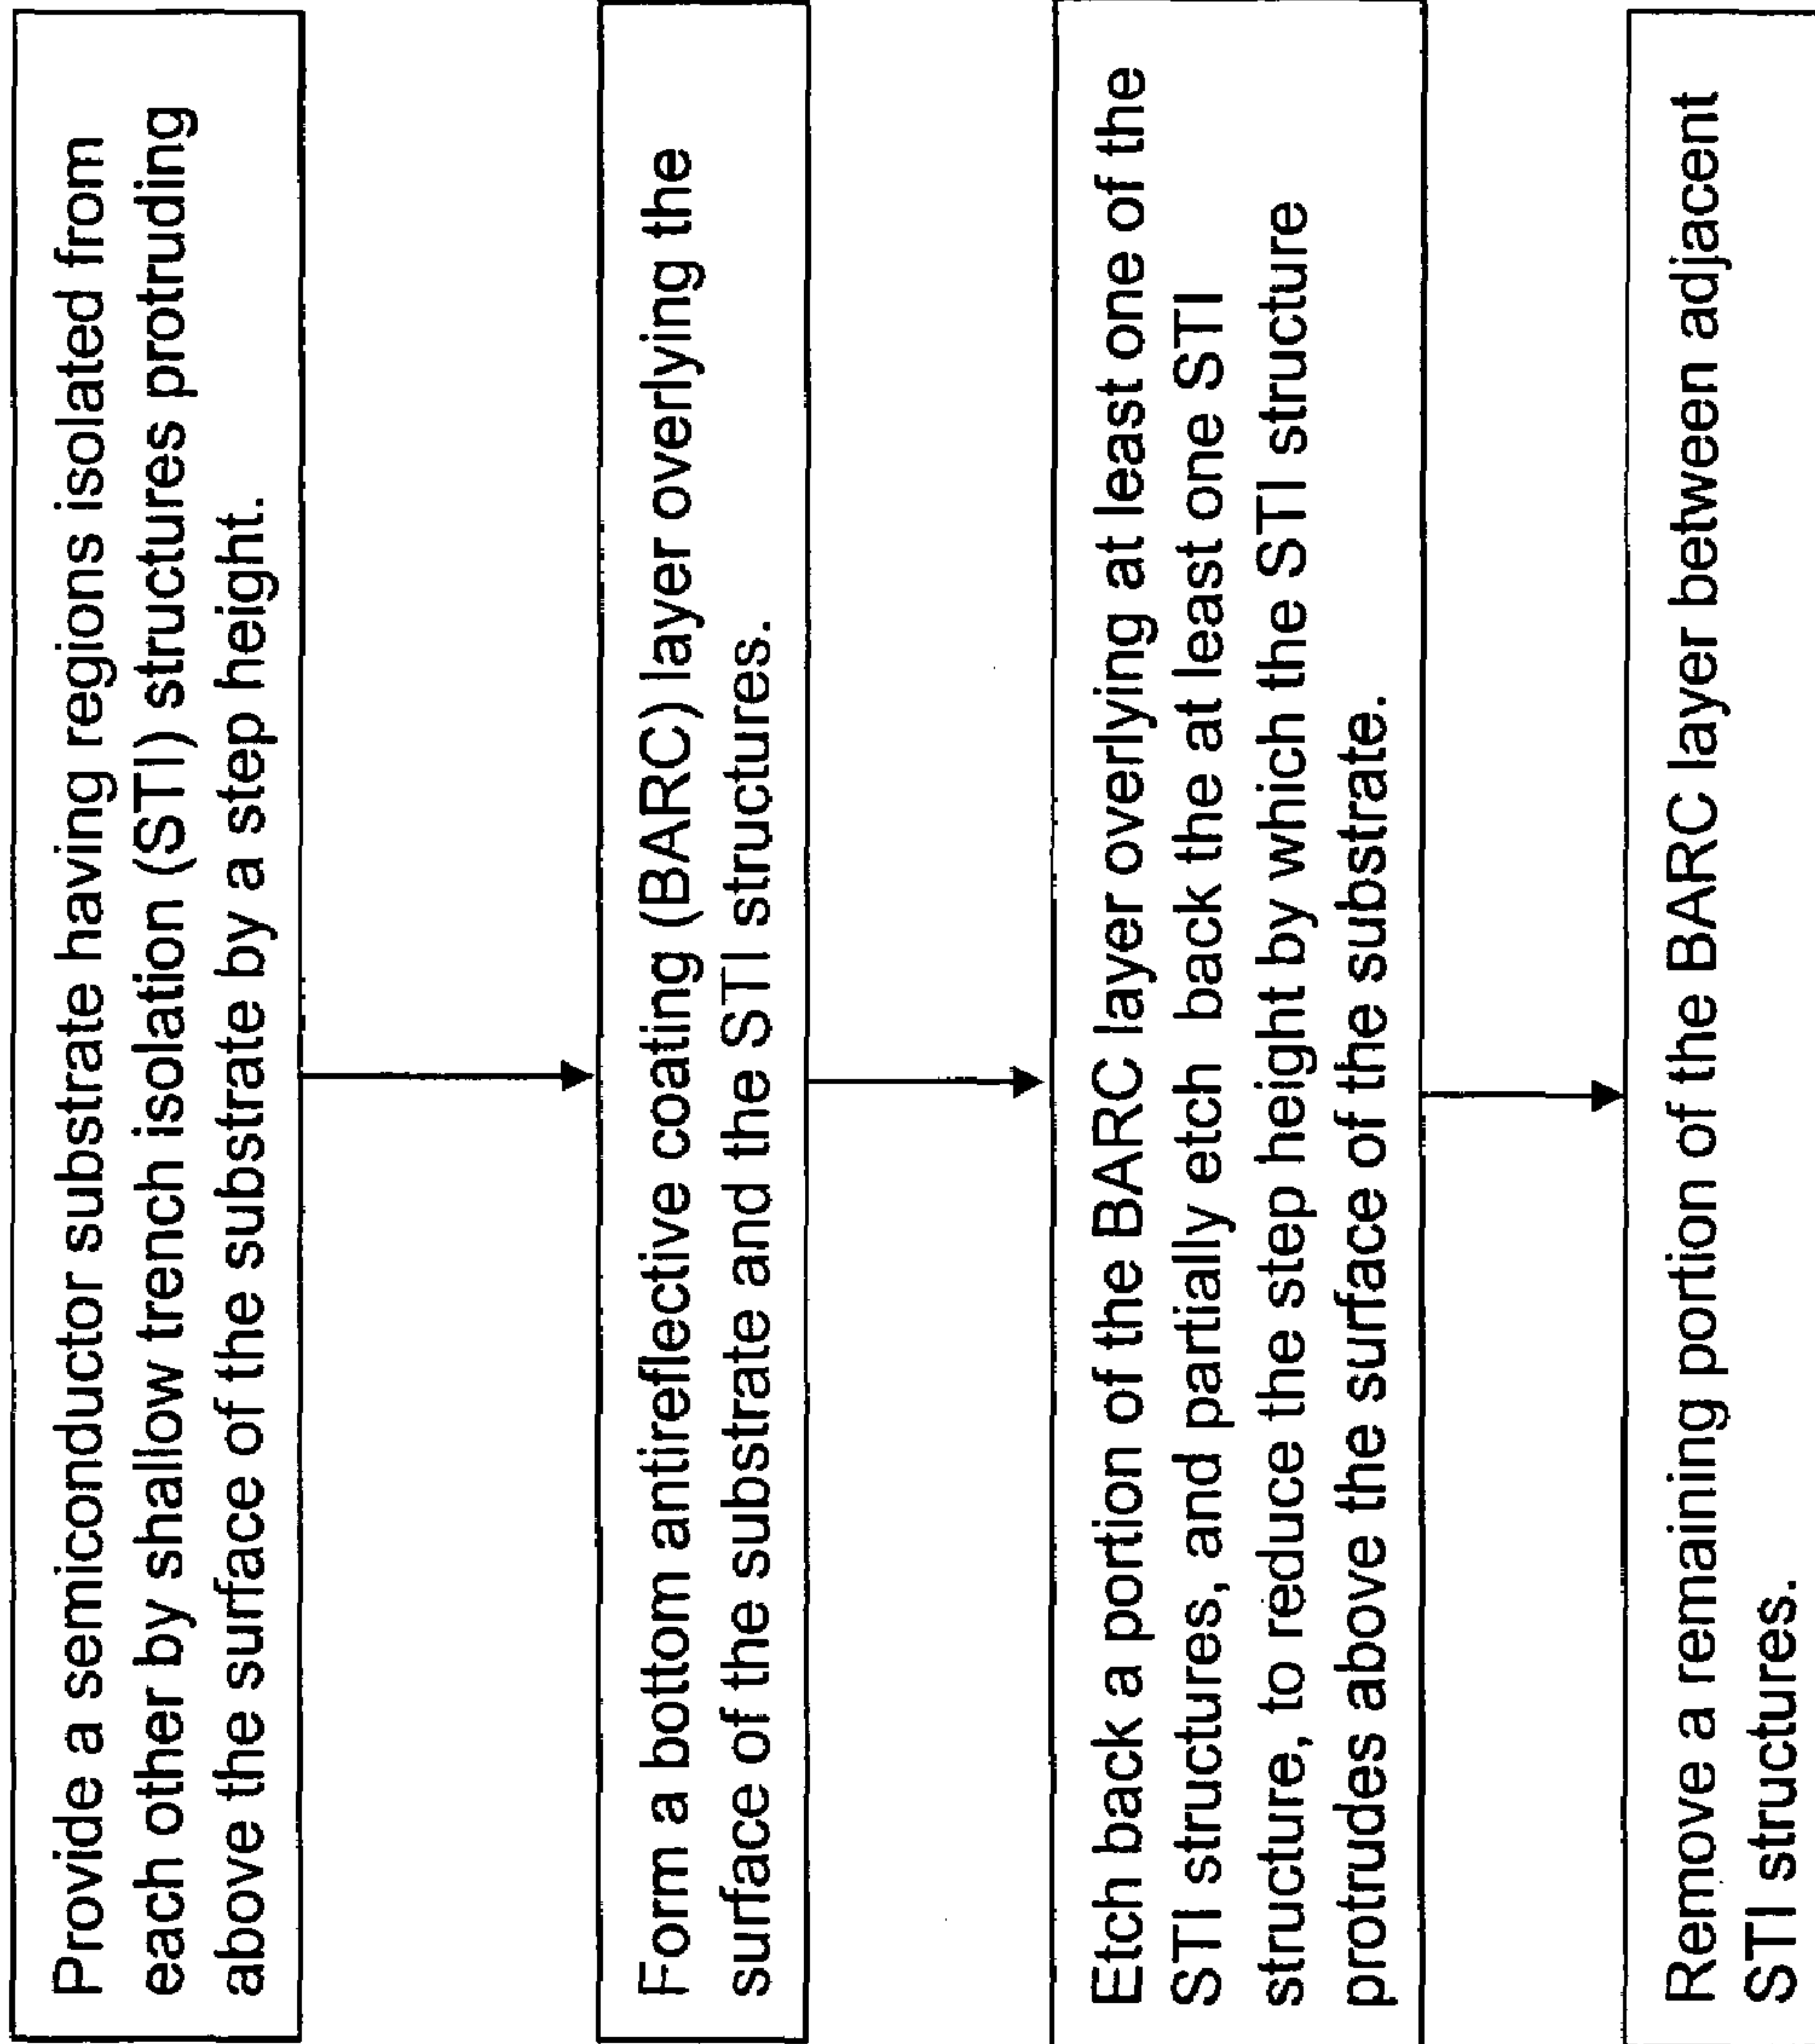 Provide a semiconductor substrate having regions isolated from
each other by shallow trench isolation (STI) structures protruding
above the surface of the substrate by a step height.
Form a bottom antireflective coating (BARC) layer overlying the
surface of the substrate and the STI structures.
Etch back a portion of the BARC layer overlying at least one of the
STI structures, and partially etch back the at least one STI
structure, to reduce the step height by which the STI structure
protrudes above the surface of the substrate.
Remove a remaining portion of the BARC layer between adjacent
STI structures.